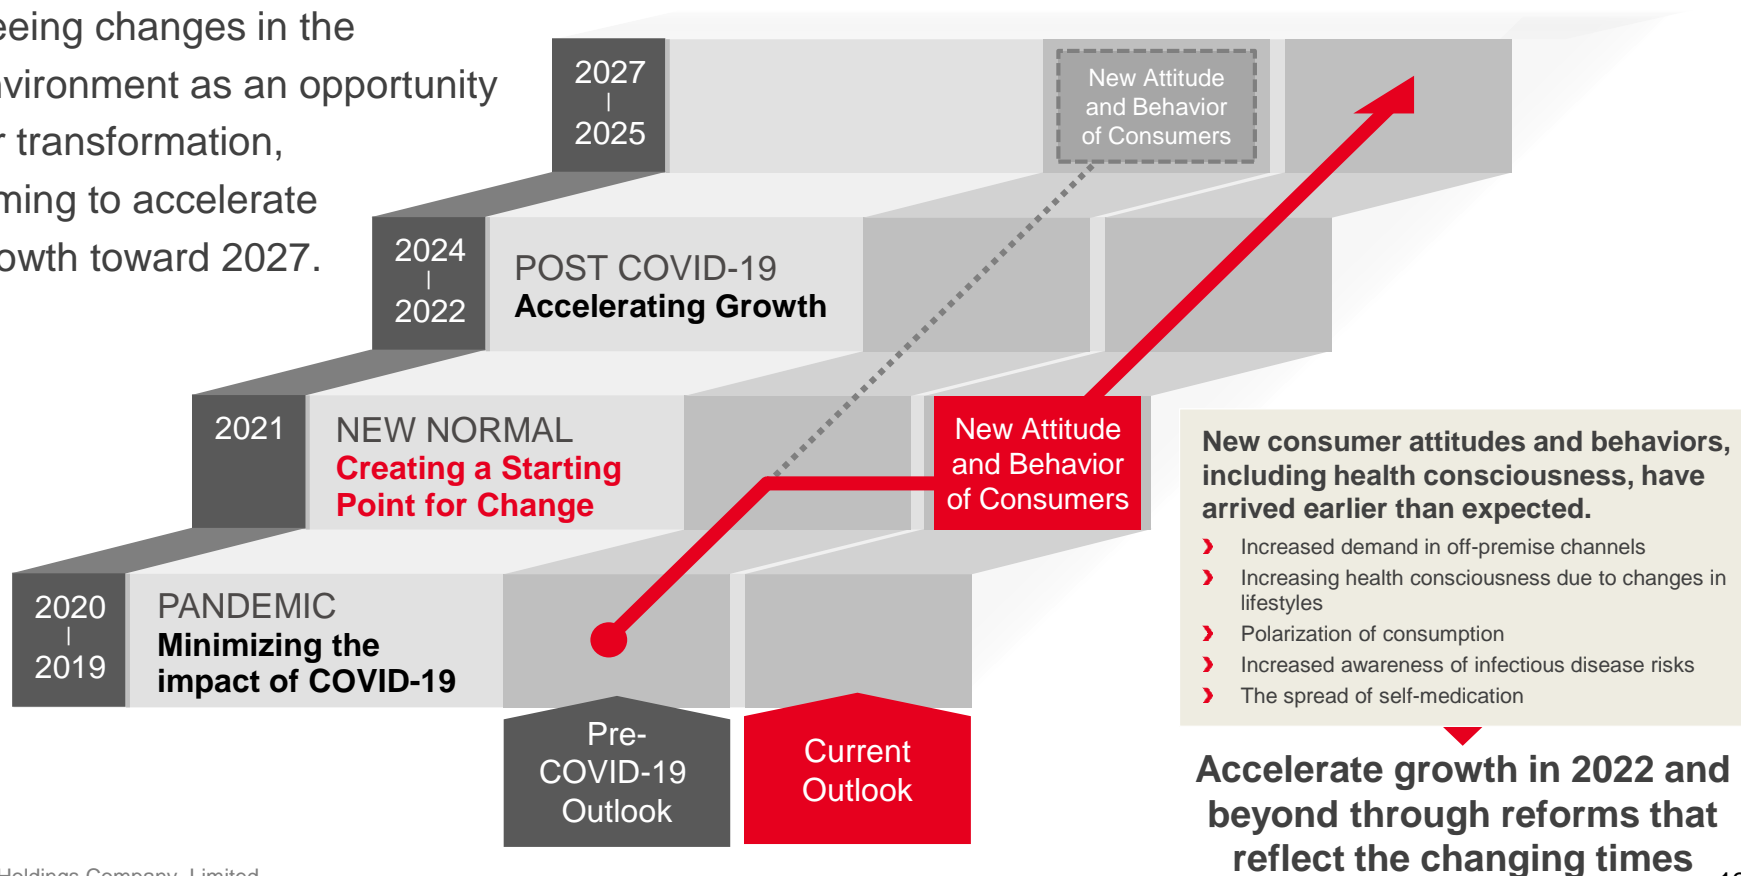 eeing changes in the
vironment as an opportunity
r transformation,
ming to accelerate
owth toward 2027.
2027
|
2025
New Attitude
and Behavior
of Consumers
2024
|
2022
POST COVID-19
Accelerating Growth
2021
NEW NORMAL
Creating a Starting
Point for Change
New Attitude
and Behavior
of Consumers
2020
|
2019
PANDEMIC
Minimizing the
impact of COVID-19
Pre-
COVID-19
Outlook
Current
Outlook
New consumer attitudes and behaviors,
including health consciousness, have
arrived earlier than expected.
Increased demand in off-premise channels
Increasing health consciousness due to changes in
lifestyles
Polarization of consumption
Increased awareness of infectious disease risks
The spread of self-medication
Accelerate growth in 2022 and
beyond through reforms that
reflect the changing times
Holdings Company, Limited